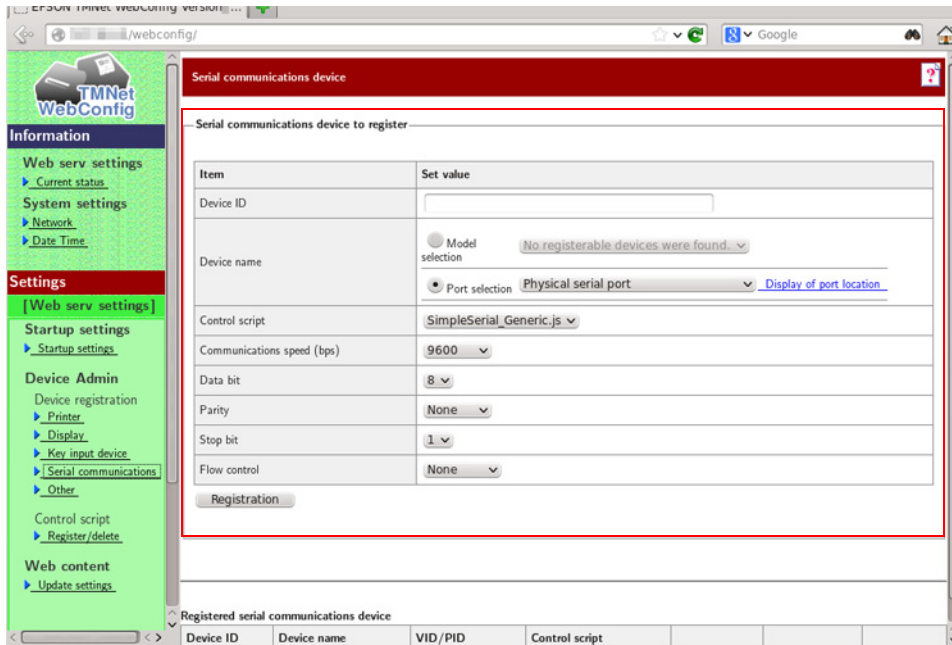 EPSON TMNet WebConfig Version ...
/webconfig/
Google
TMNet
WebConfig
Information
Web serv settings
Current status
System settings
Network
Date Time
Settings
[Web serv settings]
Startup settings
Startup settings
Device Admin
Device registration
Printer
Display
Key input device
Serial communications
Other
Control script
Register/delete
Web content
Update settings
Serial communications device
?
Serial communications device to register
Item Set value
Device ID
Device name
Model selection No registerable devices were found.
Port selection Physical serial port Display of port location
Control script SimpleSerial_Generic.js
Communications speed (bps) 9600
Data bit 8
Parity None
Stop bit 1
Flow control None
Registration
Registered serial communications device
Device ID Device name VID/PID Control script